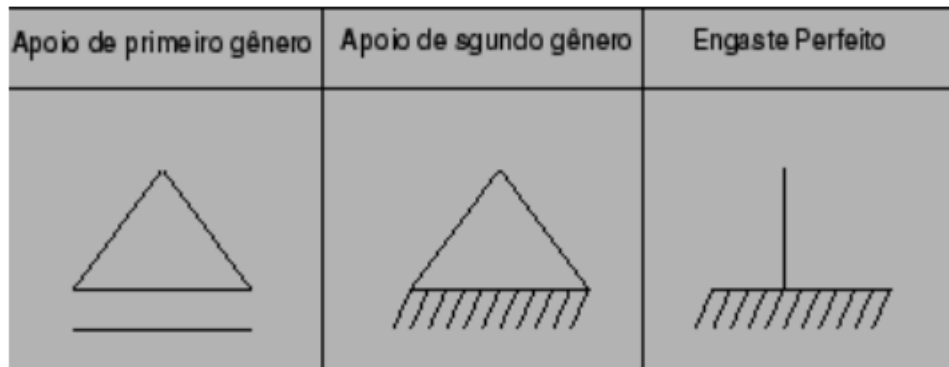 Apoio de primeiro gênero
Apoio de sgundo gênero
Engaste Perfeito